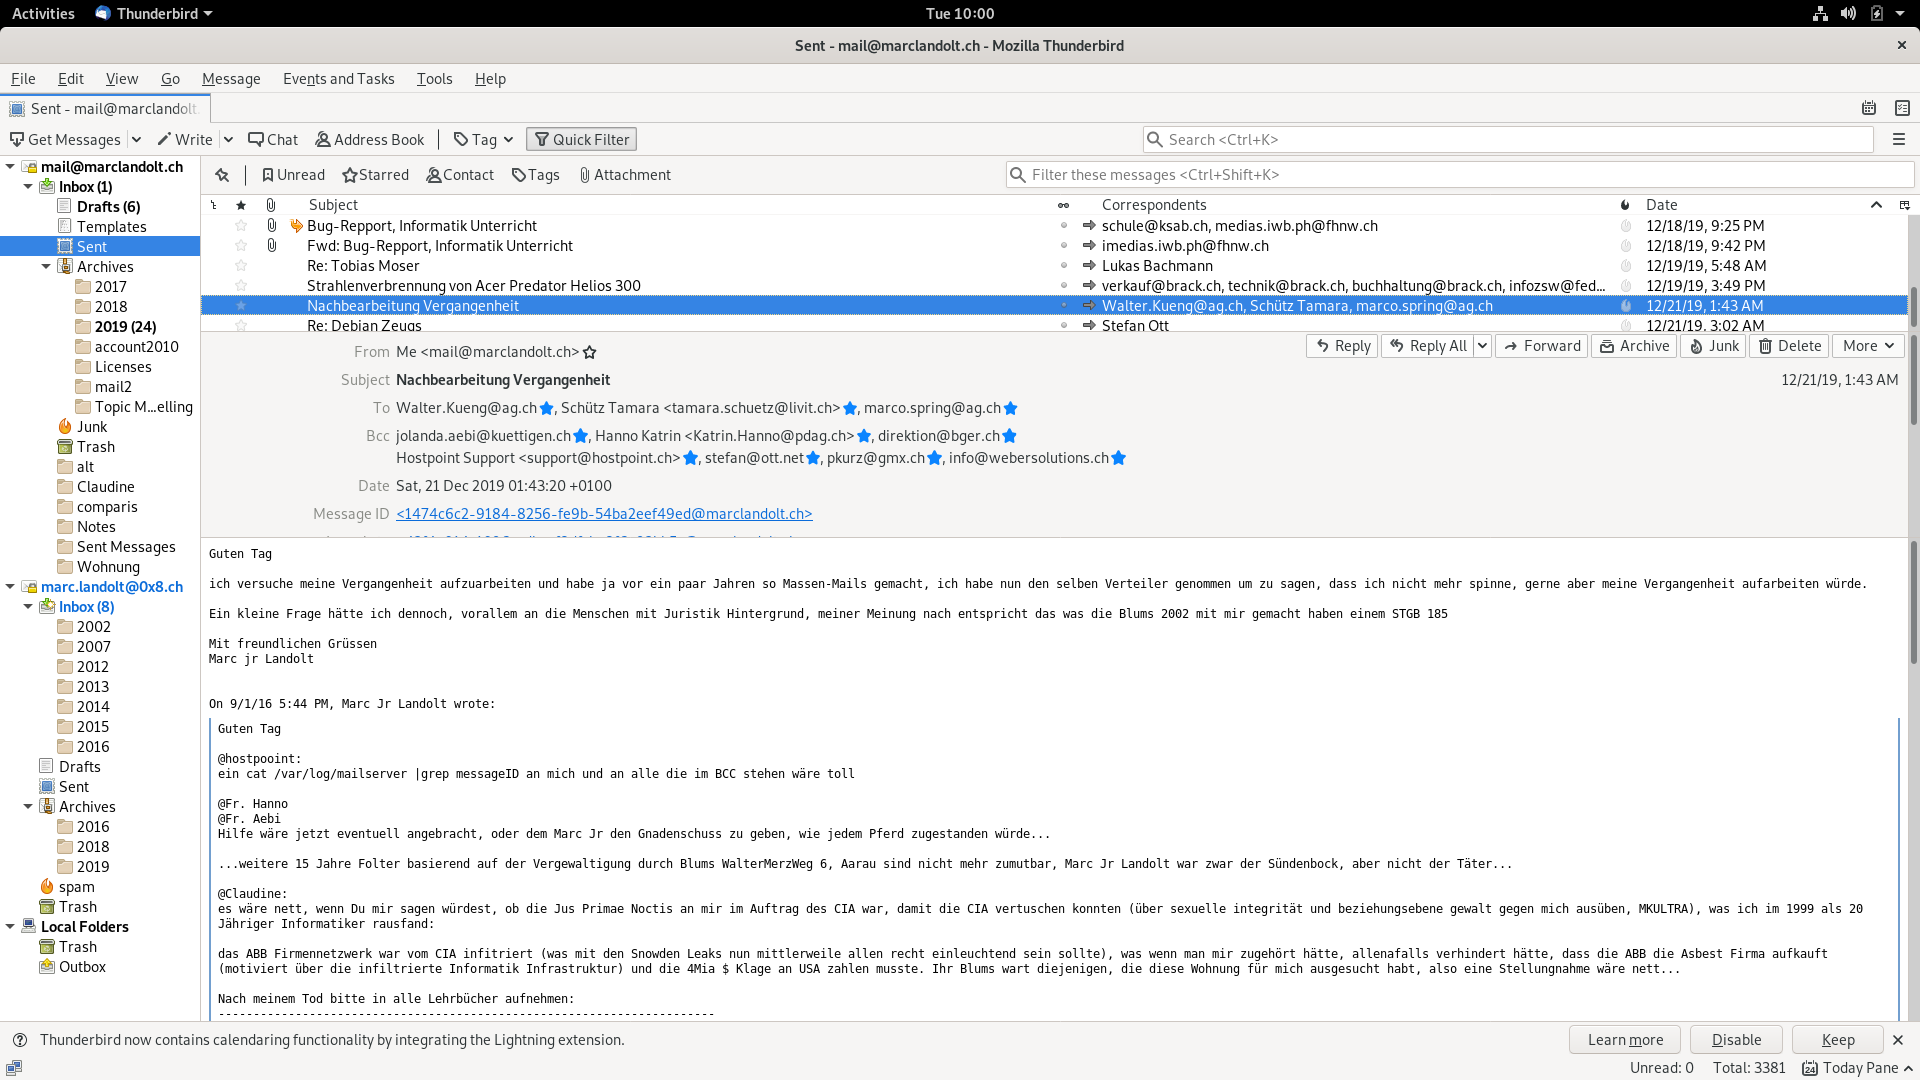 Activities Thunderbird Tue 10:00
Sent - mail@marclandolt.ch - Mozilla Thunderbird
File Edit View Go Message Events and Tasks Tools Help
Sent - mail@marclandolt.
Get Messages Write Chat Address Book Tag Quick Filter Search <Ctrl+K>
Unread Starred Contact Tags Attachment Filter these messages <Ctrl+Shift+K>
mail@marclandolt.ch
Inbox (1)
Drafts (6)
Templates
Sent
Archives
2017
2018
2019 (24)
account2010
Licenses
mail2
Topic M...elling
Junk
Trash
alt
Claudine
comparis
Notes
Sent Messages
Wohnung
marc.landolt@0x8.ch
Inbox (8)
2002
2007
2012
2013
2014
2015
2016
Drafts
Sent
Archives
2016
2018
2019
spam
Trash
Local Folders
Trash
Outbox
Subject Correspondents Date
Bug-Repport, Informatik Unterricht schule@ksab.ch, medias.iwb.ph@fhnw.ch 12/18/19, 9:25 PM
Fwd: Bug-Repport, Informatik Unterricht imedias.iwb.ph@fhnw.ch 12/18/19, 9:42 PM
Re: Tobias Moser Lukas Bachmann 12/19/19, 5:48 AM
Strahlenverbrennung von Acer Predator Helios 300 verkauf@brack.ch, technik@brack.ch, buchhaltung@brack.ch, infozsw@fed... 12/19/19, 3:49 PM
Nachbearbeitung Vergangenheit Walter.Kueng@ag.ch, Schütz Tamara, marco.spring@ag.ch 12/21/19, 1:43 AM
Re: Debian Zeugs Stefan Ott 12/21/19, 3:02 AM
From Me <mail@marclandolt.ch> Reply Reply All Forward Archive Junk Delete More
Subject Nachbearbeitung Vergangenheit 12/21/19, 1:43 AM
To Walter.Kueng@ag.ch, Schütz Tamara <tamara.schuetz@livit.ch>, marco.spring@ag.ch
Bcc jolanda.aebi@kuettigen.ch, Hanno Katrin <Katrin.Hanno@pdag.ch>, direktion@bger.ch
Hostpoint Support <support@hostpoint.ch>, stefan@ott.net, pkurz@gmx.ch, info@webersolutions.ch
Date Sat, 21 Dec 2019 01:43:20 +0100
Message ID <1474c6c2-9184-8256-fe9b-54ba2eef49ed@marclandolt.ch>
Guten Tag
ich versuche meine Vergangenheit aufzuarbeiten und habe ja vor ein paar Jahren so Massen-Mails gemacht, ich habe nun den selben Verteiler genommen um zu sagen, dass ich nicht mehr spinne, gerne aber meine Vergangenheit aufarbeiten würde.
Ein kleine Frage hätte ich dennoch, vorallem an die Menschen mit Juristik Hintergrund, meiner Meinung nach entspricht das was die Blums 2002 mit mir gemacht haben einem STGB 185
Mit freundlichen Grüssen
Marc jr Landolt
On 9/1/16 5:44 PM, Marc Jr Landolt wrote:
Guten Tag
@hostpooint:
ein cat /var/log/mailserver |grep messageID an mich und an alle die im BCC stehen wäre toll
@Fr. Hanno
@Fr. Aebi
Hilfe wäre jetzt eventuell angebracht, oder dem Marc Jr den Gnadenschuss zu geben, wie jedem Pferd zugestanden würde...
...weitere 15 Jahre Folter basierend auf der Vergewaltigung durch Blums WalterMerzWeg 6, Aarau sind nicht mehr zumutbar, Marc Jr Landolt war zwar der Sündenbock, aber nicht der Täter...
@Claudine:
es wäre nett, wenn Du mir sagen würdest, ob die Jus Primae Noctis an mir im Auftrag des CIA war, damit die CIA vertuschen konnten (über sexuelle integrität und beziehungsebene gewalt gegen mich ausüben, MKULTRA), was ich im 1999 als 20
Jähriger Informatiker rausfand:
das ABB Firmennetzwerk war vom CIA infitriert (was mit den Snowden Leaks nun mittlerweile allen recht einleuchtend sein sollte), was wenn man mir zugehört hätte, allenafalls verhindert hätte, dass die ABB die Asbest Firma aufkauft
(motiviert über die infiltrierte Informatik Infrastruktur) und die 4Mia $ Klage an USA zahlen musste. Ihr Blums wart diejenigen, die diese Wohnung für mich ausgesucht habt, also eine Stellungnahme wäre nett...
Nach meinem Tod bitte in alle Lehrbücher aufnehmen:
-----------------------------------------------------------------------
Thunderbird now contains calendaring functionality by integrating the Lightning extension. Learn more Disable Keep
Unread: 0 Total: 3381 24 Today Pane